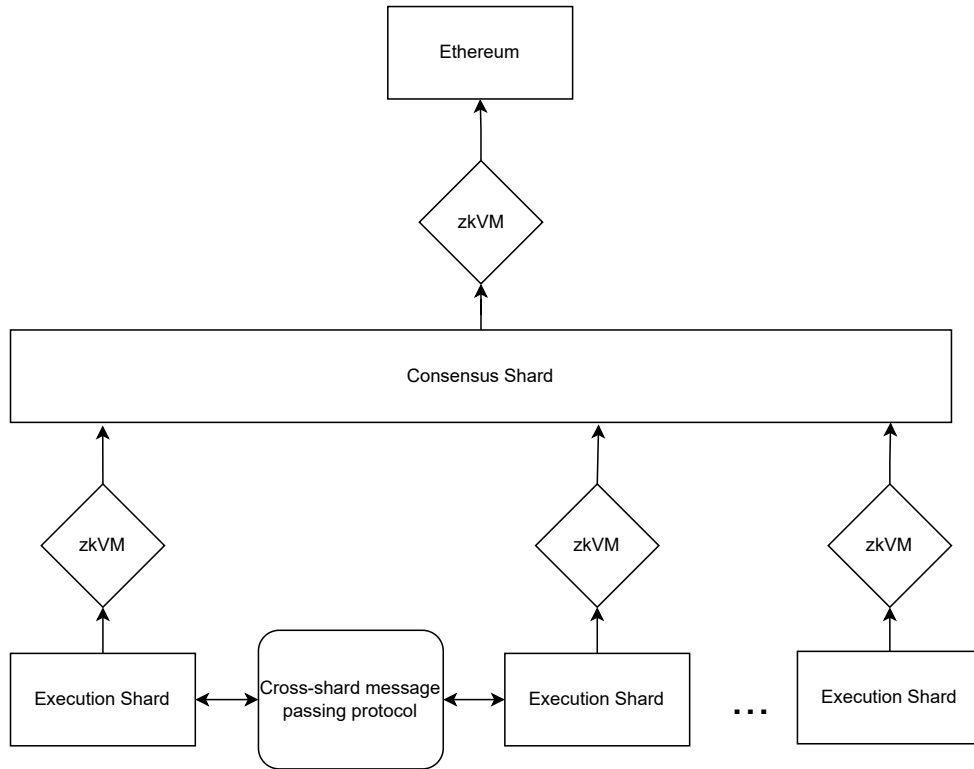 Ethereum
zkVM
Consensus Shard
zkVM
zkVM
zkVM
Execution Shard
Cross-shard message
passing protocol
Execution Shard
...
Execution Shard